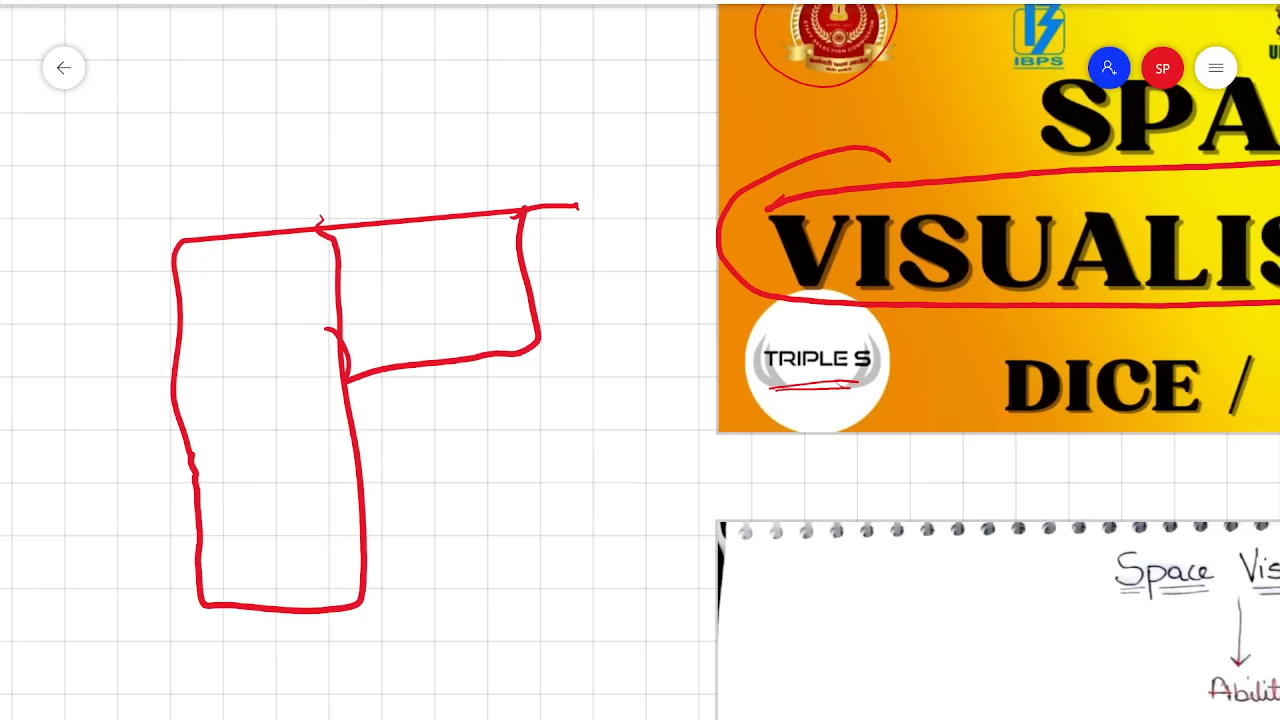 IBPS
SP
SPA
VISUALIS
TRIPLE S
DICE /
Space Vis
Abilit